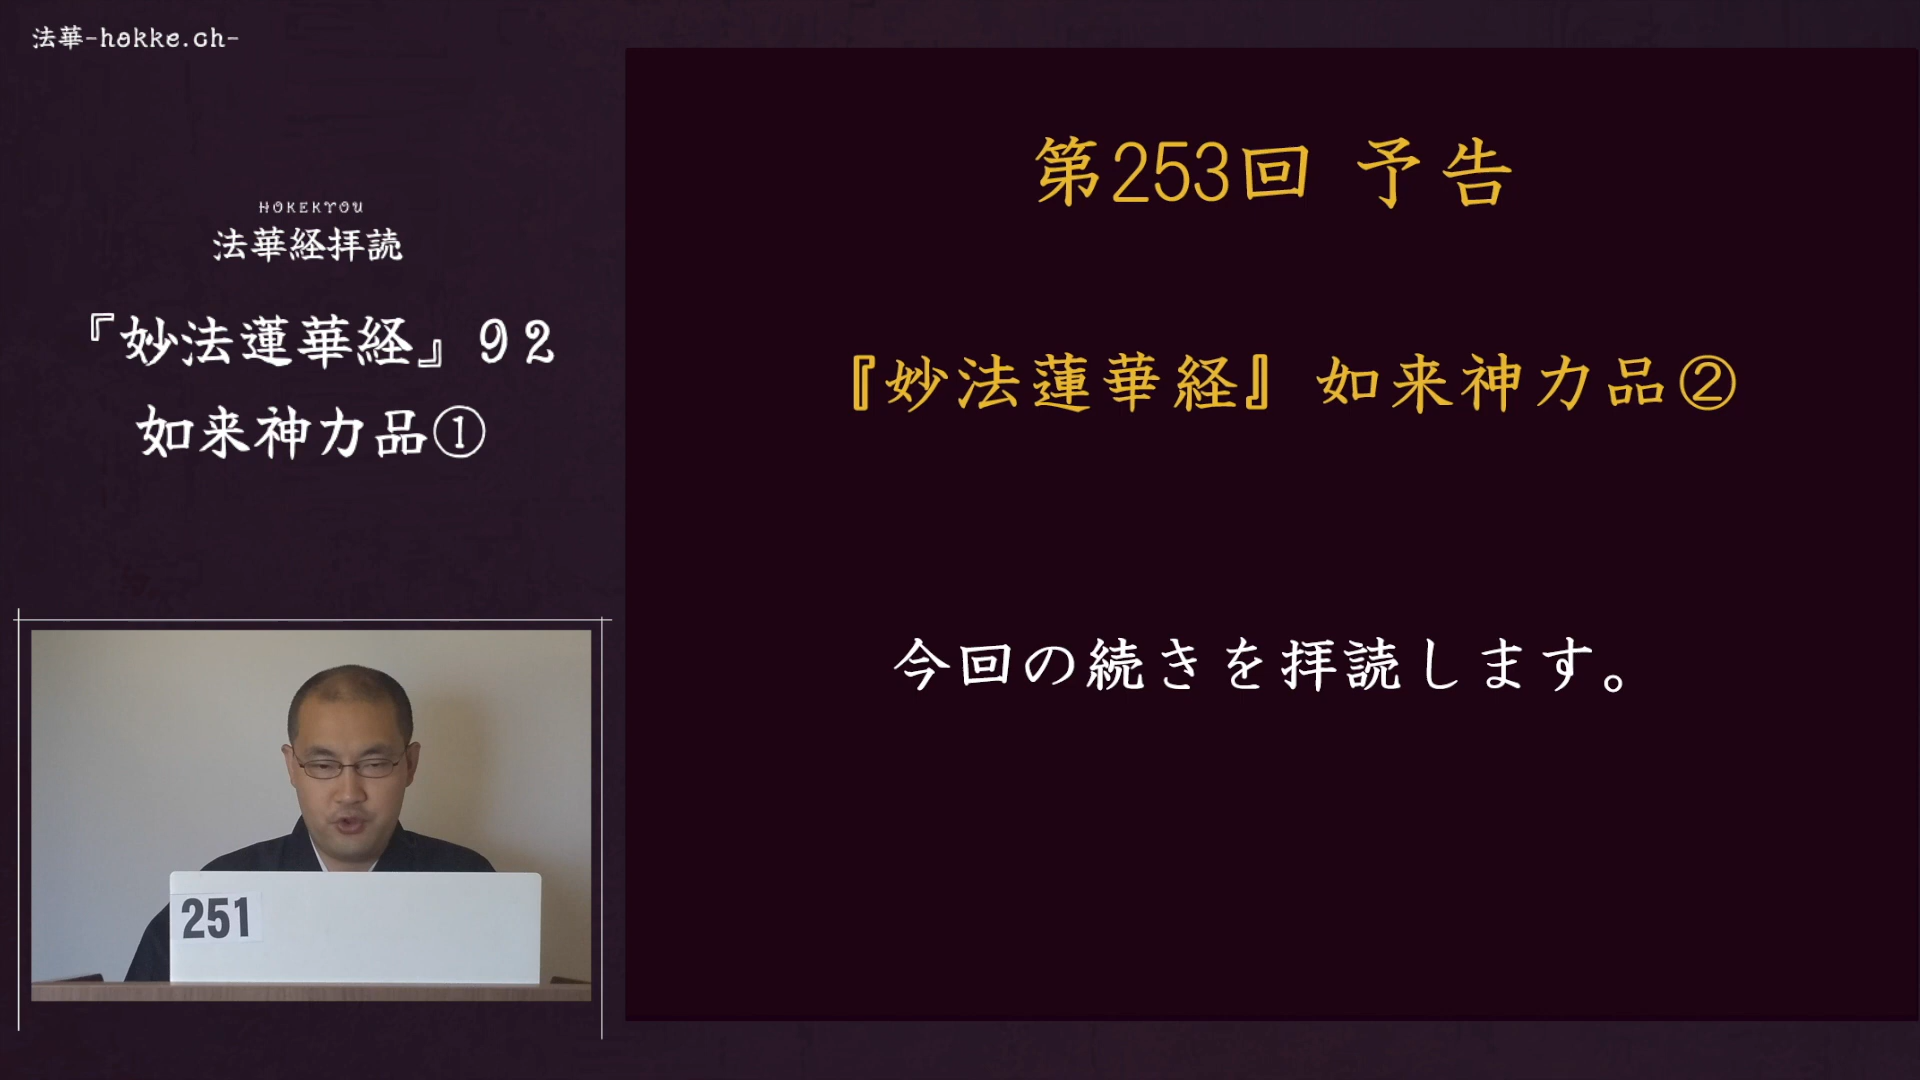 法華-hokke.ch-
HOKEKYOU
法華経拝読
『妙法蓮華経』92
如来神力品①
251
第253回 予告
『妙法蓮華経』如来神力品②
今回の続きを拝読します。